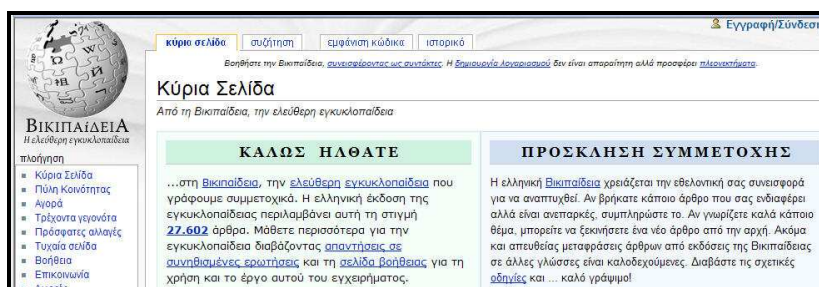 Εγγραφή/Σύνδεση
κύρια σελίδα συζήτηση εμφάνιση κώδικα ιστορικό
Βοηθήστε την Βικιπαίδεια, συνεισφέροντας ως συντάκτες. Η δημιουργία λογαριασμού δεν είναι απαραίτητη αλλά προσφέρει πλεονεκτήματα.
Κύρια Σελίδα
Από τη Βικιπαίδεια, την ελεύθερη εγκυκλοπαίδεια
ΒΙΚΙΠΑίΔΕΙΑ
Η ελεύθερη εγκυκλοπαίδεια
πλοήγηση
Κύρια Σελίδα
Πύλη Κοινότητας
Αγορά
Τρέχοντα γεγονότα
Πρόσφατες αλλαγές
Τυχαία σελίδα
Βοήθεια
Επικοινωνία
ΚΑΛΩΣ ΗΛΘΑΤΕ
...στη Βικιπαίδεια, την ελεύθερη εγκυκλοπαίδεια που
γράφουμε συμμετοχικά. Η ελληνική έκδοση της
εγκυκλοπαίδειας περιλαμβάνει αυτή τη στιγμή
27.602 άρθρα. Μάθετε περισσότερα για την
εγκυκλοπαίδεια διαβάζοντας απαντήσεις σε
συνηθισμένες ερωτήσεις και τη σελίδα βοήθειας για τη
χρήση και το έργο αυτού του εγχειρήματος.
ΠΡΟΣΚΛΗΣΗ ΣΥΜΜΕΤΟΧΗΣ
Η ελληνική Βικιπαίδεια χρειάζεται την εθελοντική σας συνεισφορά
για να αναπτυχθεί. Αν βρήκατε κάποιο άρθρο που σας ενδιαφέρει
αλλά είναι ανεπαρκές, συμπληρώστε το. Αν γνωρίζετε καλά κάποιο
θέμα, μπορείτε να ξεκινήσετε ένα νέο άρθρο από την αρχή. Ακόμα
και απευθείας μεταφράσεις άρθρων από εκδόσεις της Βικιπαίδειας
σε άλλες γλώσσες είναι καλοδεχούμενες. Διαβάστε τις σχετικές
οδηγίες και ... καλό γράψιμο!